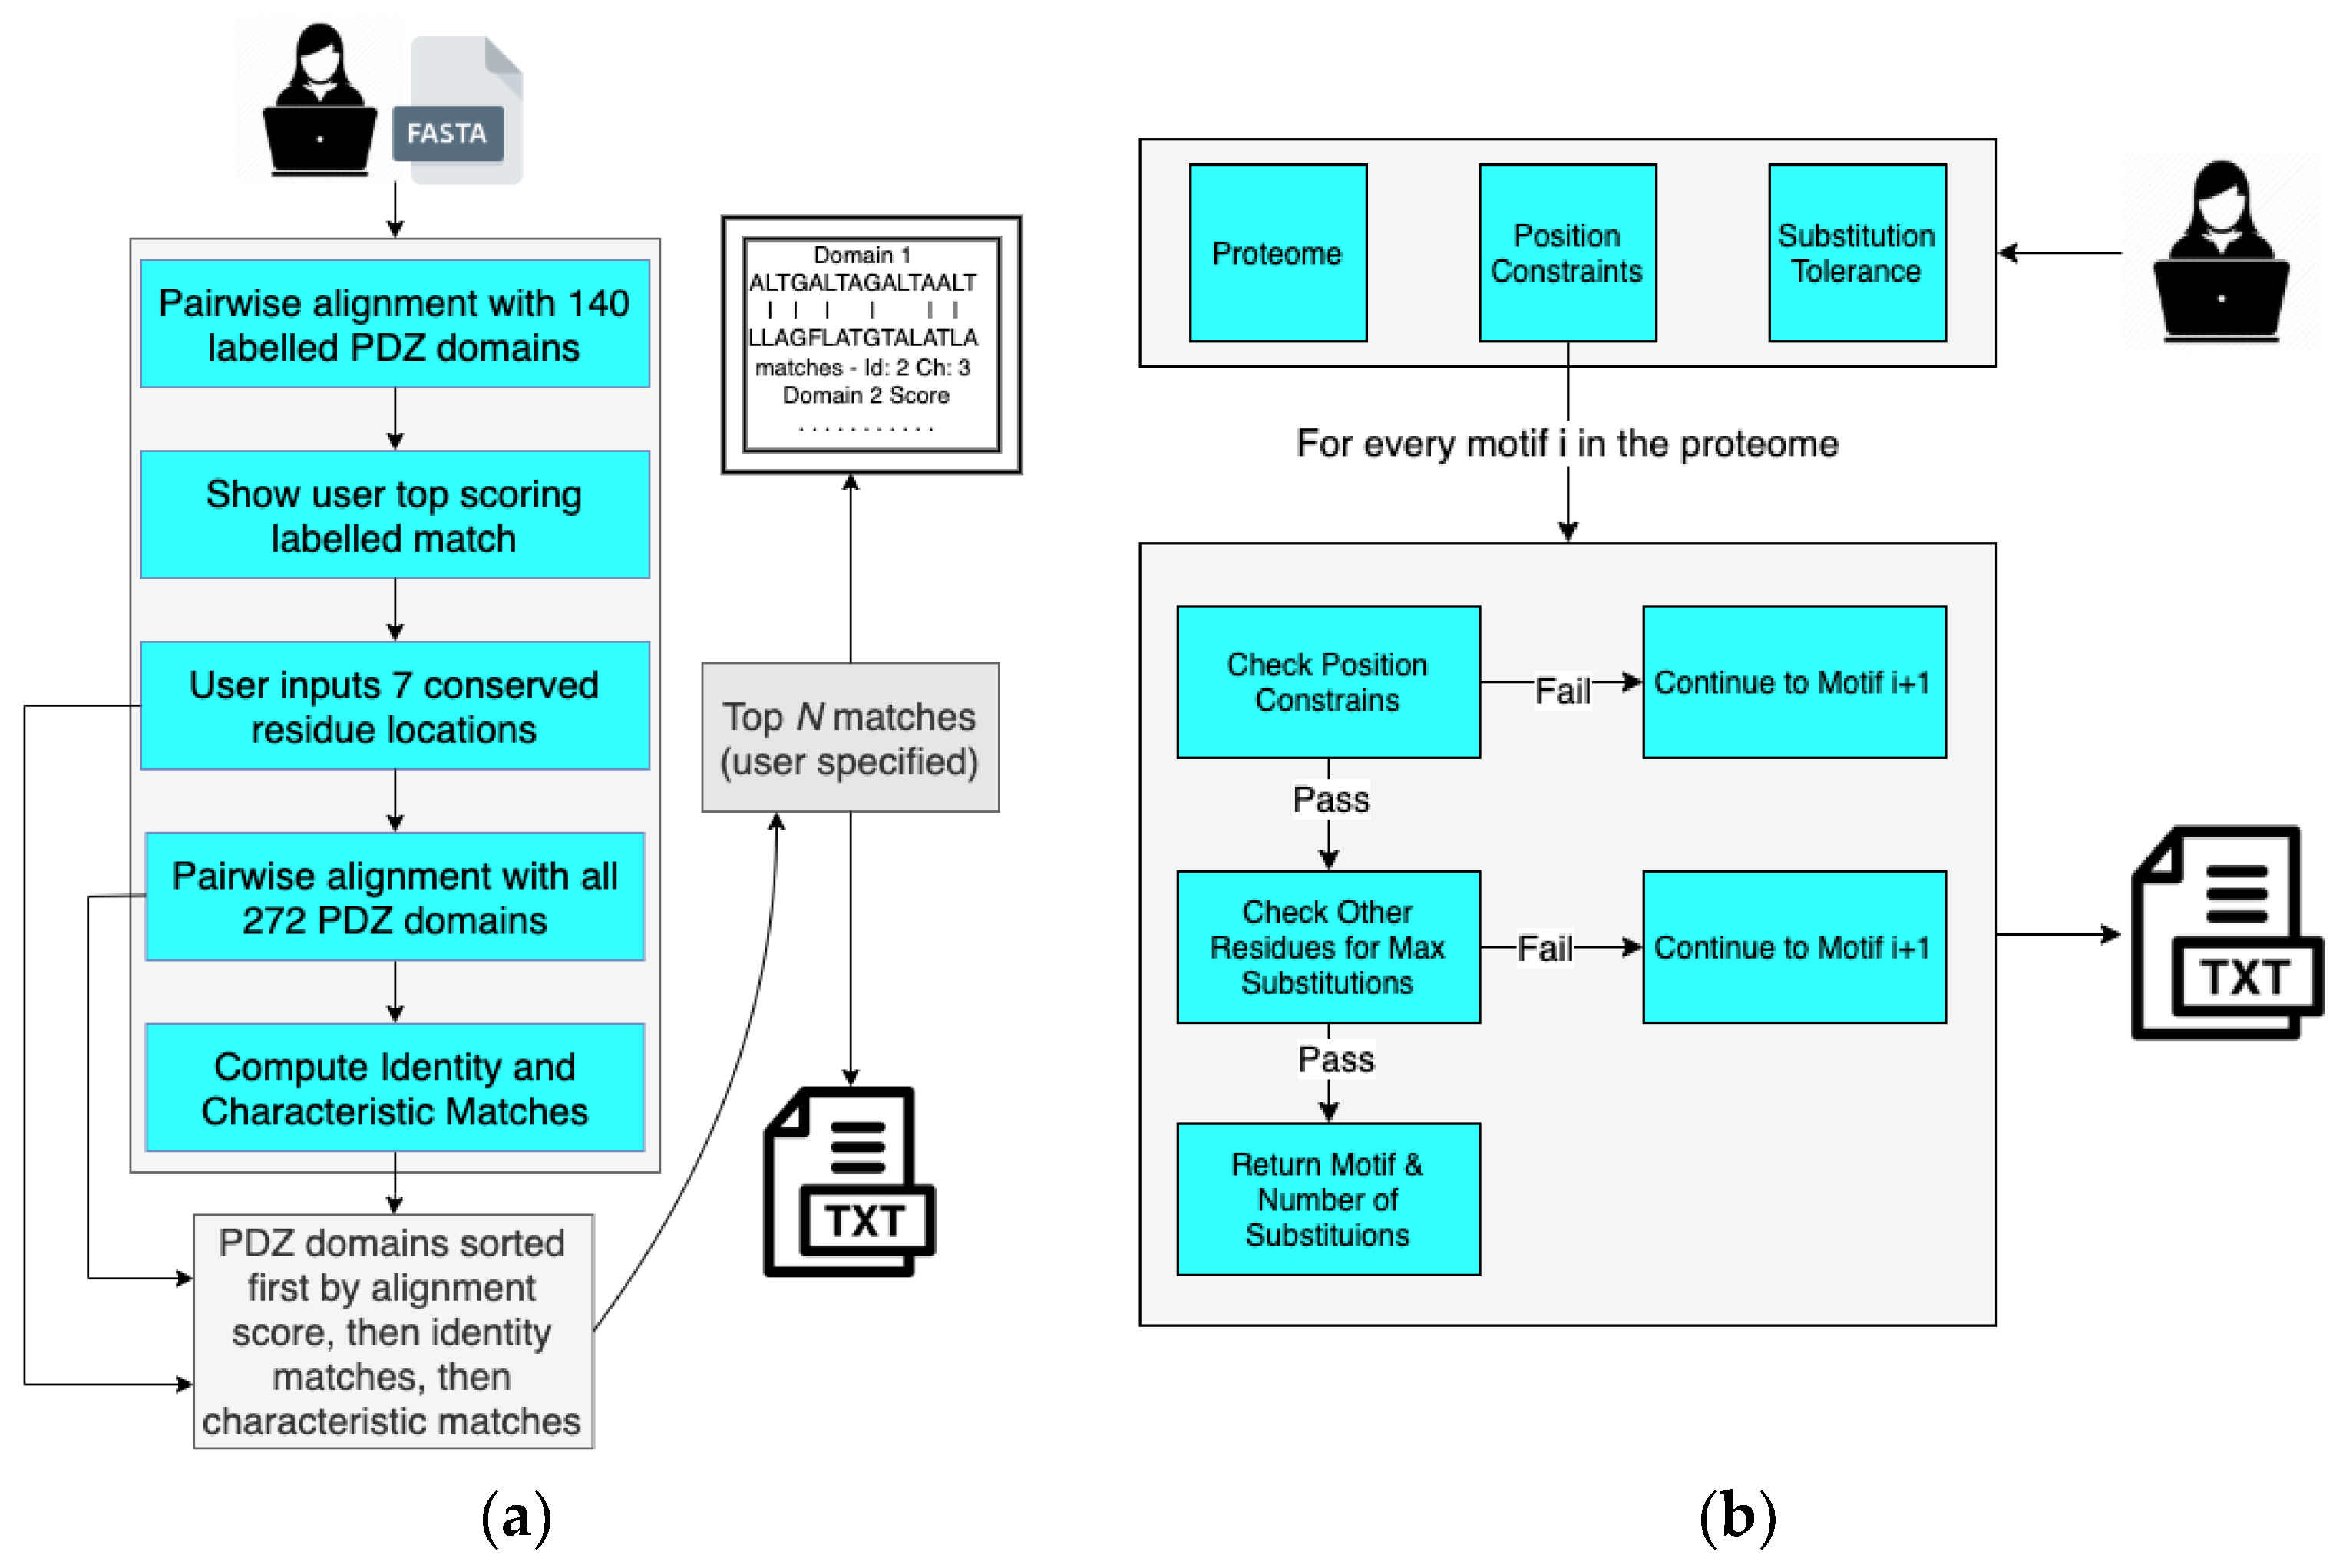 FASTA
Pairwise alignment with 140
labelled PDZ domains
Show user top scoring
labelled match
User inputs 7 conserved
residue locations
Pairwise alignment with all
272 PDZ domains
Compute Identity and
Characteristic Matches
PDZ domains sorted
first by alignment
score, then identity
matches, then
characteristic matches
Domain 1
ALTGALTAGALTAALT
LLAGFLATGTALATLA
matches - Id: 2 Ch: 3
Domain 2 Score
. . . . . . . . . . .
Top N matches
(user specified)
TXT
(a)
Proteome
Position
Constraints
Substitution
Tolerance
For every motif i in the proteome
Check Position
Constrains
Fail
Continue to Motif i+1
Pass
Check Other
Residues for Max
Substitutions
Fail
Continue to Motif i+1
Pass
Return Motif &
Number of
Substituions
TXT
(b)